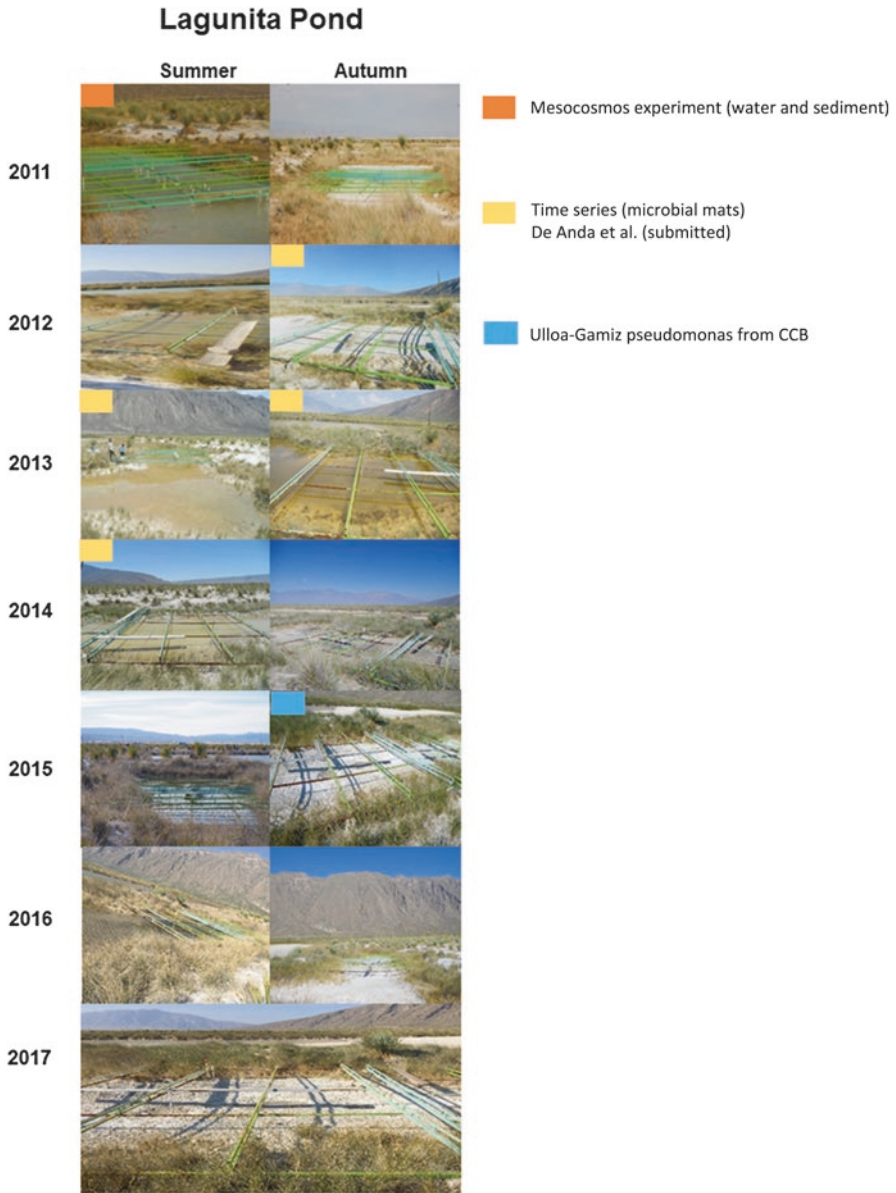 Lagunita Pond
Summer
Autumn
2011
2012
2013
2014
2015
2016
2017
Mesocosmos experiment (water and sediment)
Time series (microbial mats)
De Anda et al. (submitted)
Ulloa-Gamiz pseudomonas from CCB